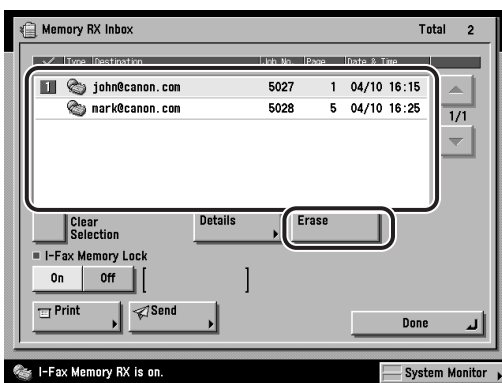 Memory RX Inbox Total 2
Type Destination Job No. Page Date & Time
1 john@canon.com 5027 1 04/10 16:15
mark@canon.com 5028 5 04/10 16:25
1/1
Clear Selection Details Erase
I-Fax Memory Lock
On Off [ ]
Print Send
Done
I-Fax Memory RX is on. System Monitor